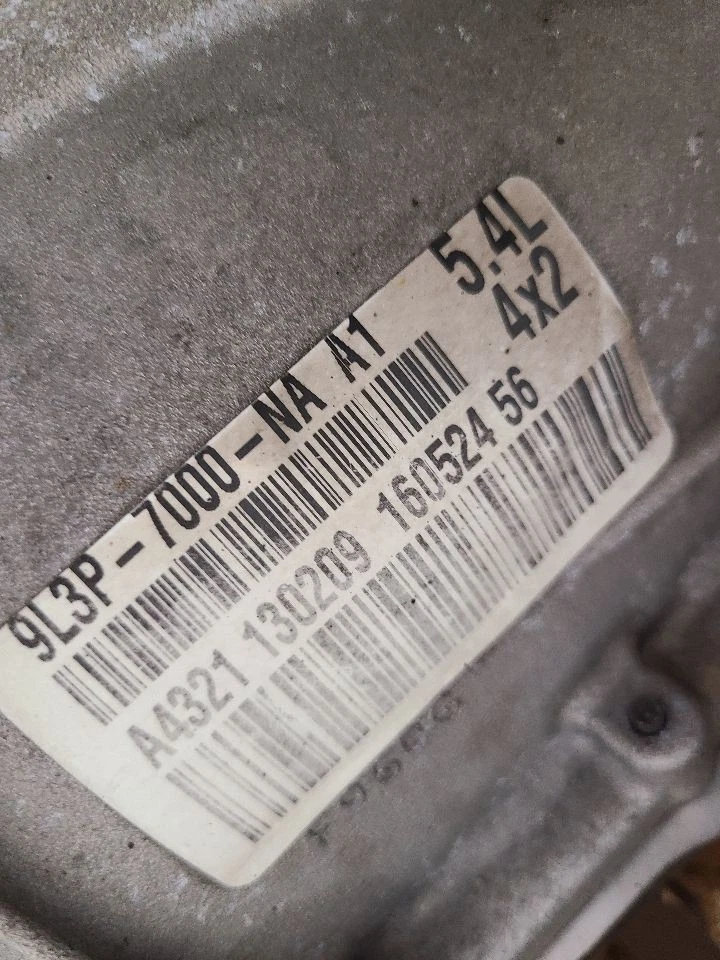 9L3P-7000-NA A1
5.4L
4x2
A4321 130209 160524 56